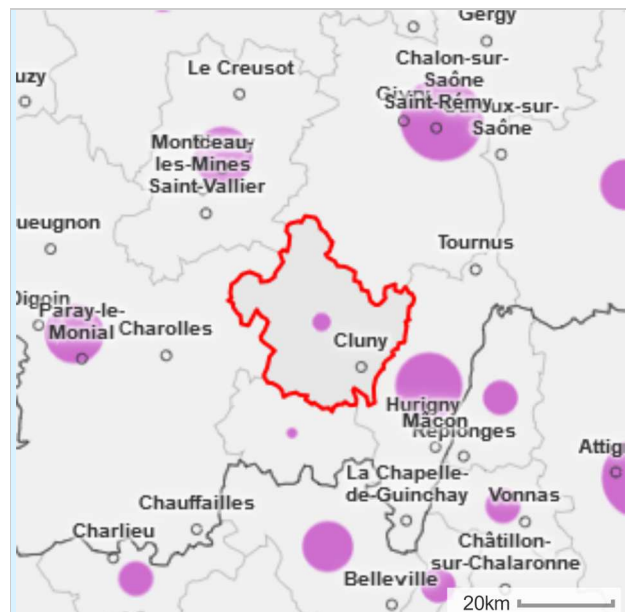 Gergy
Chalon-sur-
Saône
Le Creusot
uzy
Saint-Rémy
ux-sur-
Saône
Montceau-
les-Mines
Saint-Vallier
ueugnon
Tournus
Digoin
Paray-le-
Monial
Charolles
Cluny
Hurigny
Mâcon
Replonges
Attig
La Chapelle-
de-Guinchay
Vonnas
Chauffailles
Charlieu
Châtillon-
sur-Chalaronne
Belleville
20km